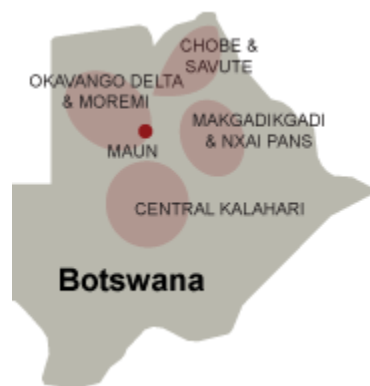 CHOBE &
SAVUTE
OKAVANGO DELTA
& MOREMI
MAKGADIKGADI
& NXAI PANS
MAUN
CENTRAL KALAHARI
Botswana